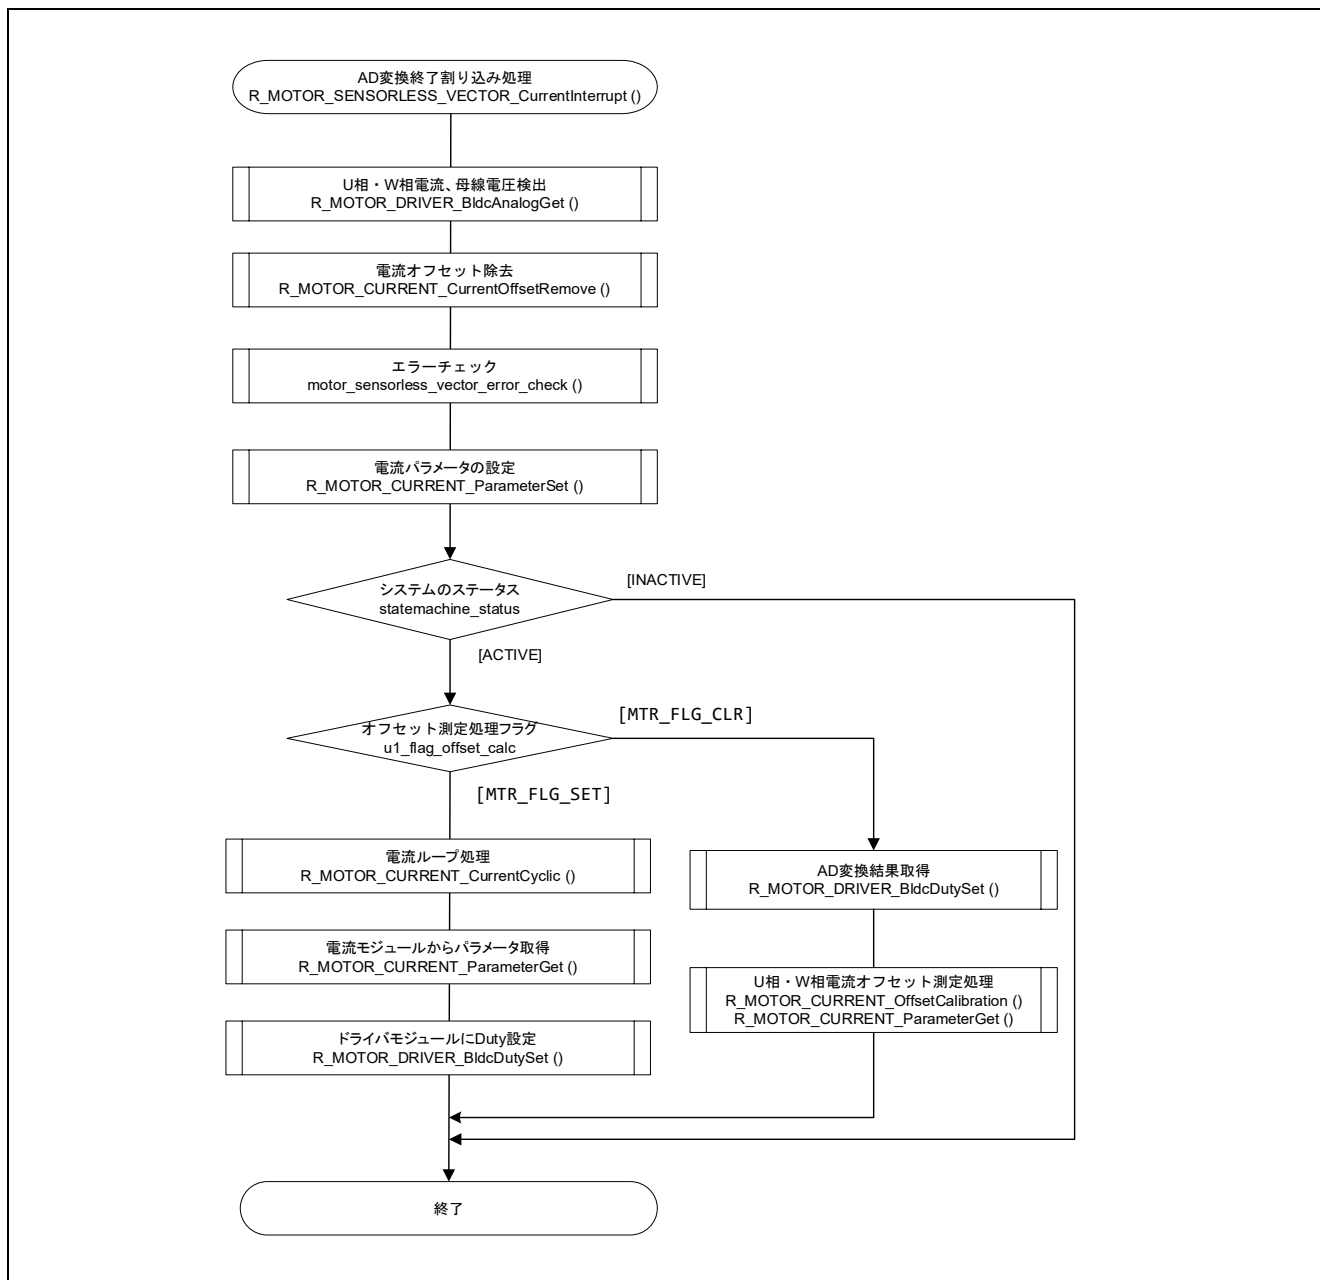 AD変換終了割り込み処理
R_MOTOR_SENSORLESS_VECTOR_CurrentInterrupt ()
U相・W相電流、母線電圧検出
R_MOTOR_DRIVER_BldcAnalogGet ()
電流オフセット除去
R_MOTOR_CURRENT_CurrentOffsetRemove ()
エラーチェック
motor_sensorless_vector_error_check ()
電流パラメータの設定
R_MOTOR_CURRENT_ParameterSet ()
[INACTIVE]
システムのステータス
statemachine_status
[ACTIVE]
[MTR_FLG_CLR]
オフセット測定処理フラグ
u1_flag_offset_calc
[MTR_FLG_SET]
電流ループ処理
R_MOTOR_CURRENT_CurrentCyclic ()
AD変換結果取得
R_MOTOR_DRIVER_BldcDutySet ()
電流モジュールからパラメータ取得
R_MOTOR_CURRENT_ParameterGet ()
U相・W相電流オフセット測定処理
R_MOTOR_CURRENT_OffsetCalibration ()
R_MOTOR_CURRENT_ParameterGet ()
ドライバモジュールにDuty設定
R_MOTOR_DRIVER_BldcDutySet ()
終了